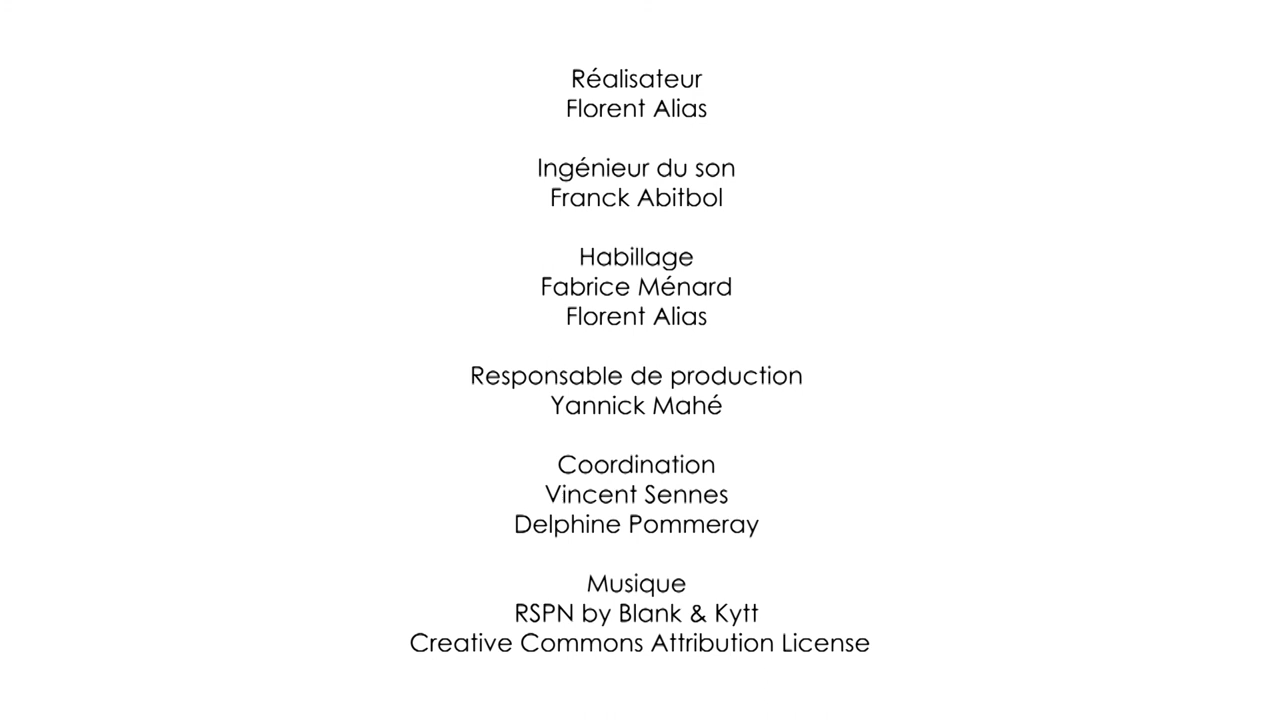 Réalisateur
Florent Alias
Ingénieur du son
Franck Abitbol
Habillage
Fabrice Ménard
Florent Alias
Responsable de production
Yannick Mahé
Coordination
Vincent Sennes
Delphine Pommeray
Musique
RSPN by Blank & Kytt
Creative Commons Attribution License